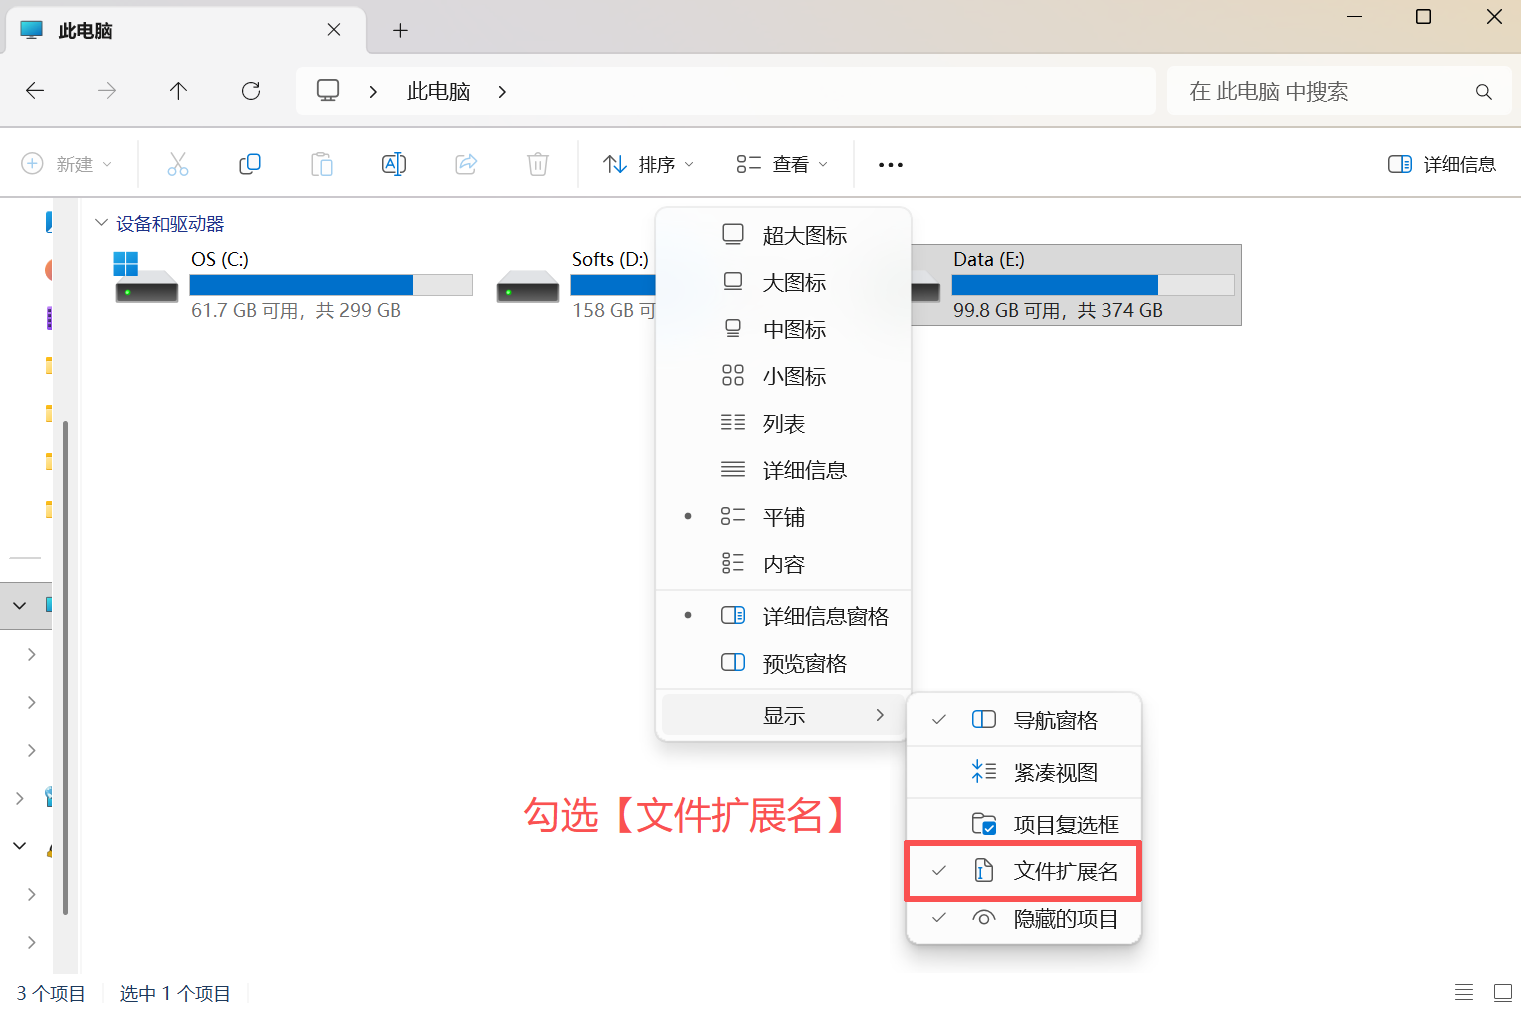 此电脑
此电脑
在 此电脑 中搜索
新建
排序
查看
详细信息
设备和驱动器
OS (C:)
61.7 GB 可用，共 299 GB
Softs (D:)
158 GB 可
Data (E:)
99.8 GB 可用，共 374 GB
超大图标
大图标
中图标
小图标
列表
详细信息
平铺
内容
详细信息窗格
预览窗格
显示
导航窗格
紧凑视图
项目复选框
文件扩展名
隐藏的项目
勾选【文件扩展名】
3 个项目
选中 1 个项目